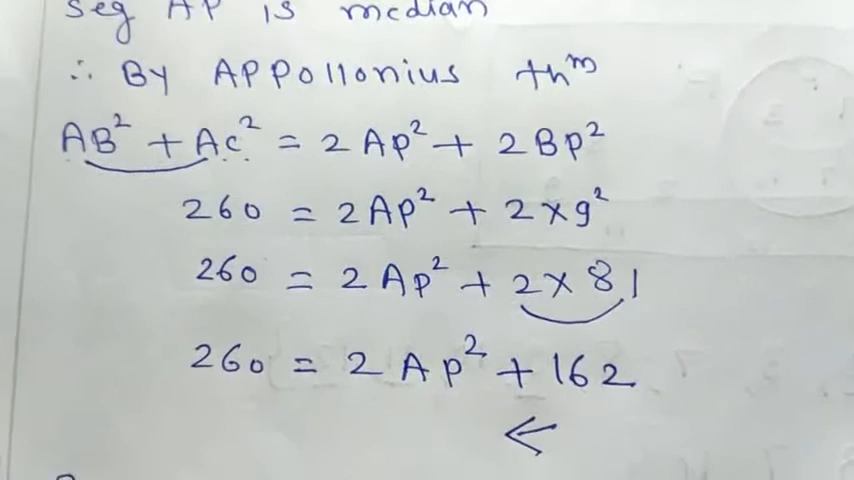 seg AP is median
∴ By APPollonius thᵐ
AB² + Ac² = 2Ap² + 2Bp²
260 = 2Ap² + 2×9²
260 = 2Ap² + 2×81
260 = 2Ap² + 162
←